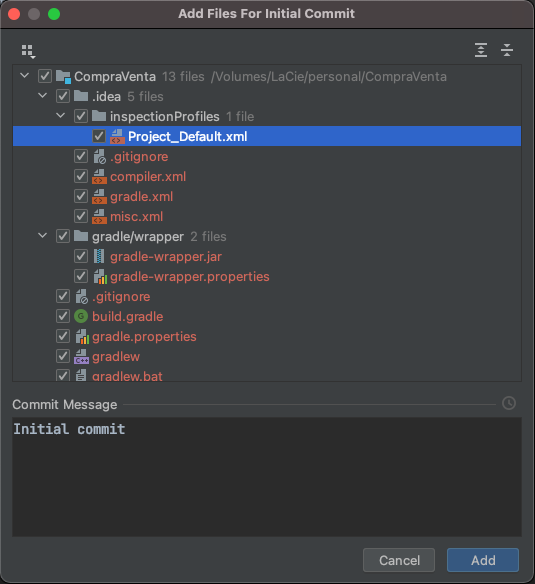 Add Files For Initial Commit
CompraVenta 13 files /Volumes/LaCie/personal/CompraVenta
.idea 5 files
inspectionProfiles 1 file
Project_Default.xml
.gitignore
compiler.xml
gradle.xml
misc.xml
gradle/wrapper 2 files
gradle-wrapper.jar
gradle-wrapper.properties
.gitignore
G build.gradle
gradle.properties
C++ gradlew
gradlew.bat
Commit Message
Initial commit
Cancel Add